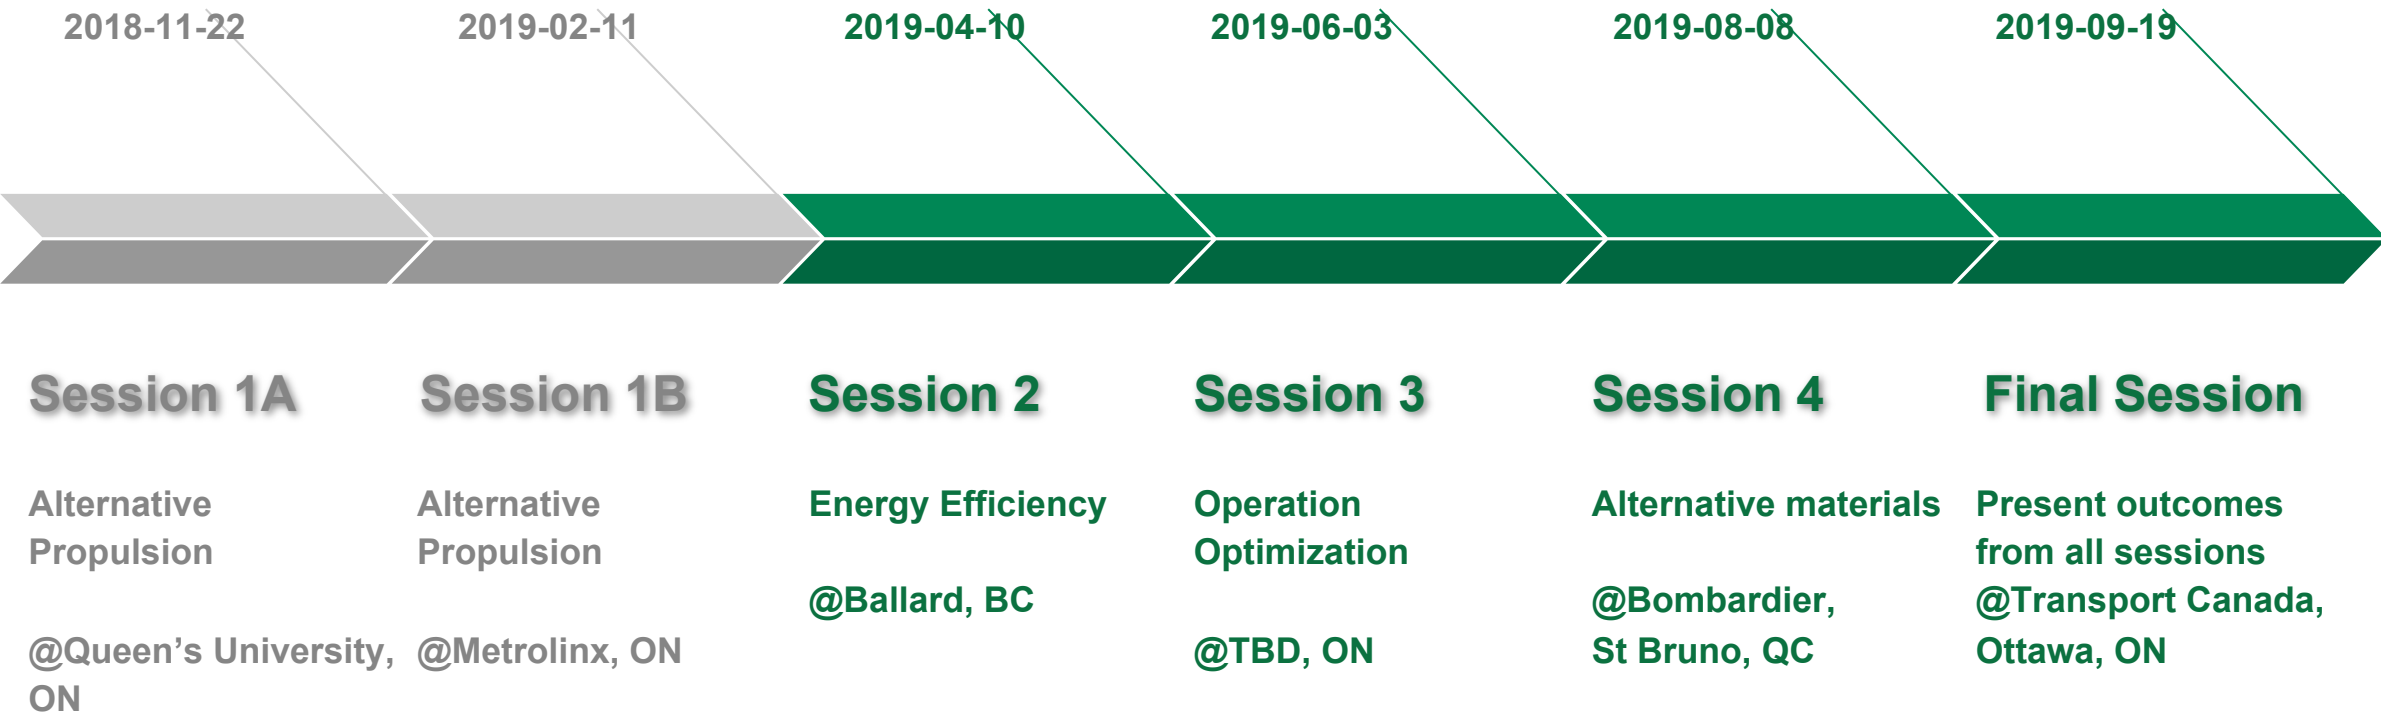 2018-11-22
2019-02-11
2019-04-10
2019-06-03
2019-08-08
2019-09-19
Session 1A
Alternative
Propulsion
@Queen’s University,
ON
Session 1B
Alternative
Propulsion
@Metrolinx, ON
Session 2
Energy Efficiency
@Ballard, BC
Session 3
Operation
Optimization
@TBD, ON
Session 4
Alternative materials
@Bombardier,
St Bruno, QC
Final Session
Present outcomes
from all sessions
@Transport Canada,
Ottawa, ON